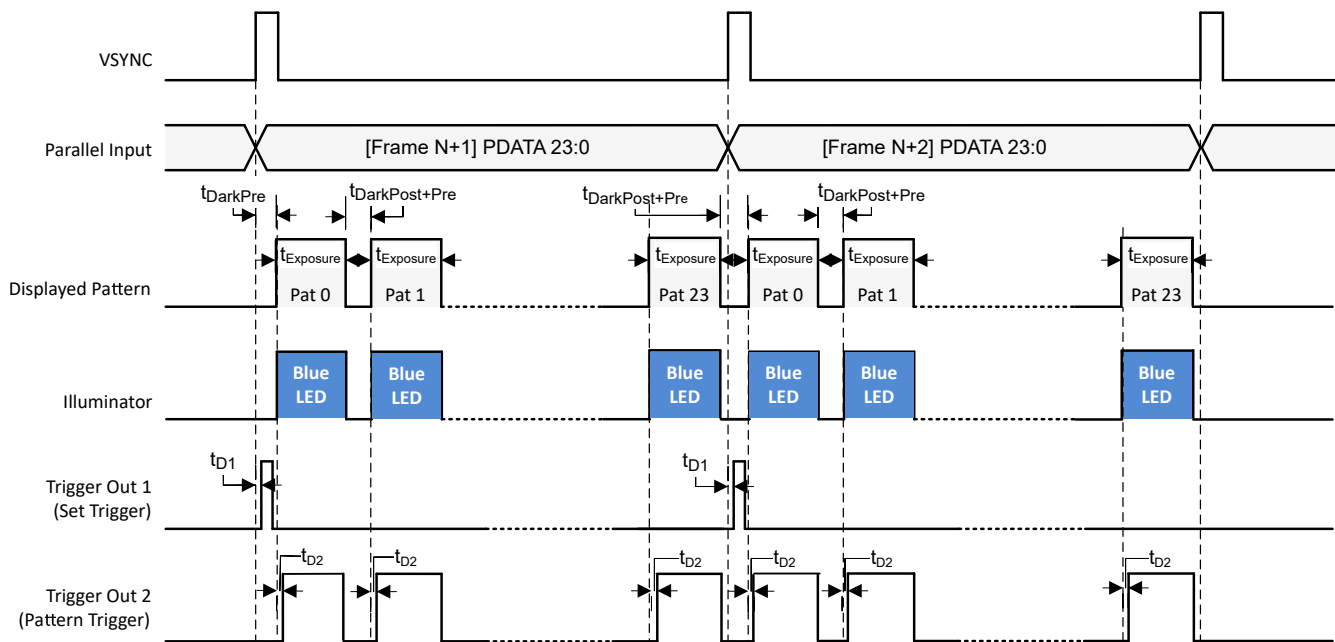 VSYNC
Parallel Input
[Frame N+1] PDATA 23:0
[Frame N+2] PDATA 23:0
tDarkPre
tDarkPost+Pre
tDarkPost+Pre
tDarkPost+Pre
Displayed Pattern
tExposure
Pat 0
tExposure
Pat 1
tExposure
Pat 23
tExposure
Pat 0
tExposure
Pat 1
tExposure
Pat 23
Illuminator
Blue
LED
Blue
LED
Blue
LED
Blue
LED
Blue
LED
Blue
LED
Trigger Out 1
(Set Trigger)
tD1
tD1
Trigger Out 2
(Pattern Trigger)
tD2
tD2
tD2
tD2
tD2
tD2